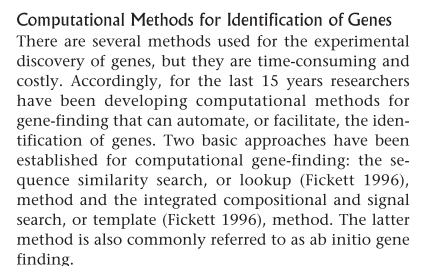 Computational Methods for Identification of Genes
There are several methods used for the experimental
discovery of genes, but they are time-consuming and
costly. Accordingly, for the last 15 years researchers
have been developing computational methods for
gene-finding that can automate, or facilitate, the iden-
tification of genes. Two basic approaches have been
established for computational gene-finding: the se-
quence similarity search, or lookup (Fickett 1996),
method and the integrated compositional and signal
search, or template (Fickett 1996), method. The latter
method is also commonly referred to as ab initio gene
finding.